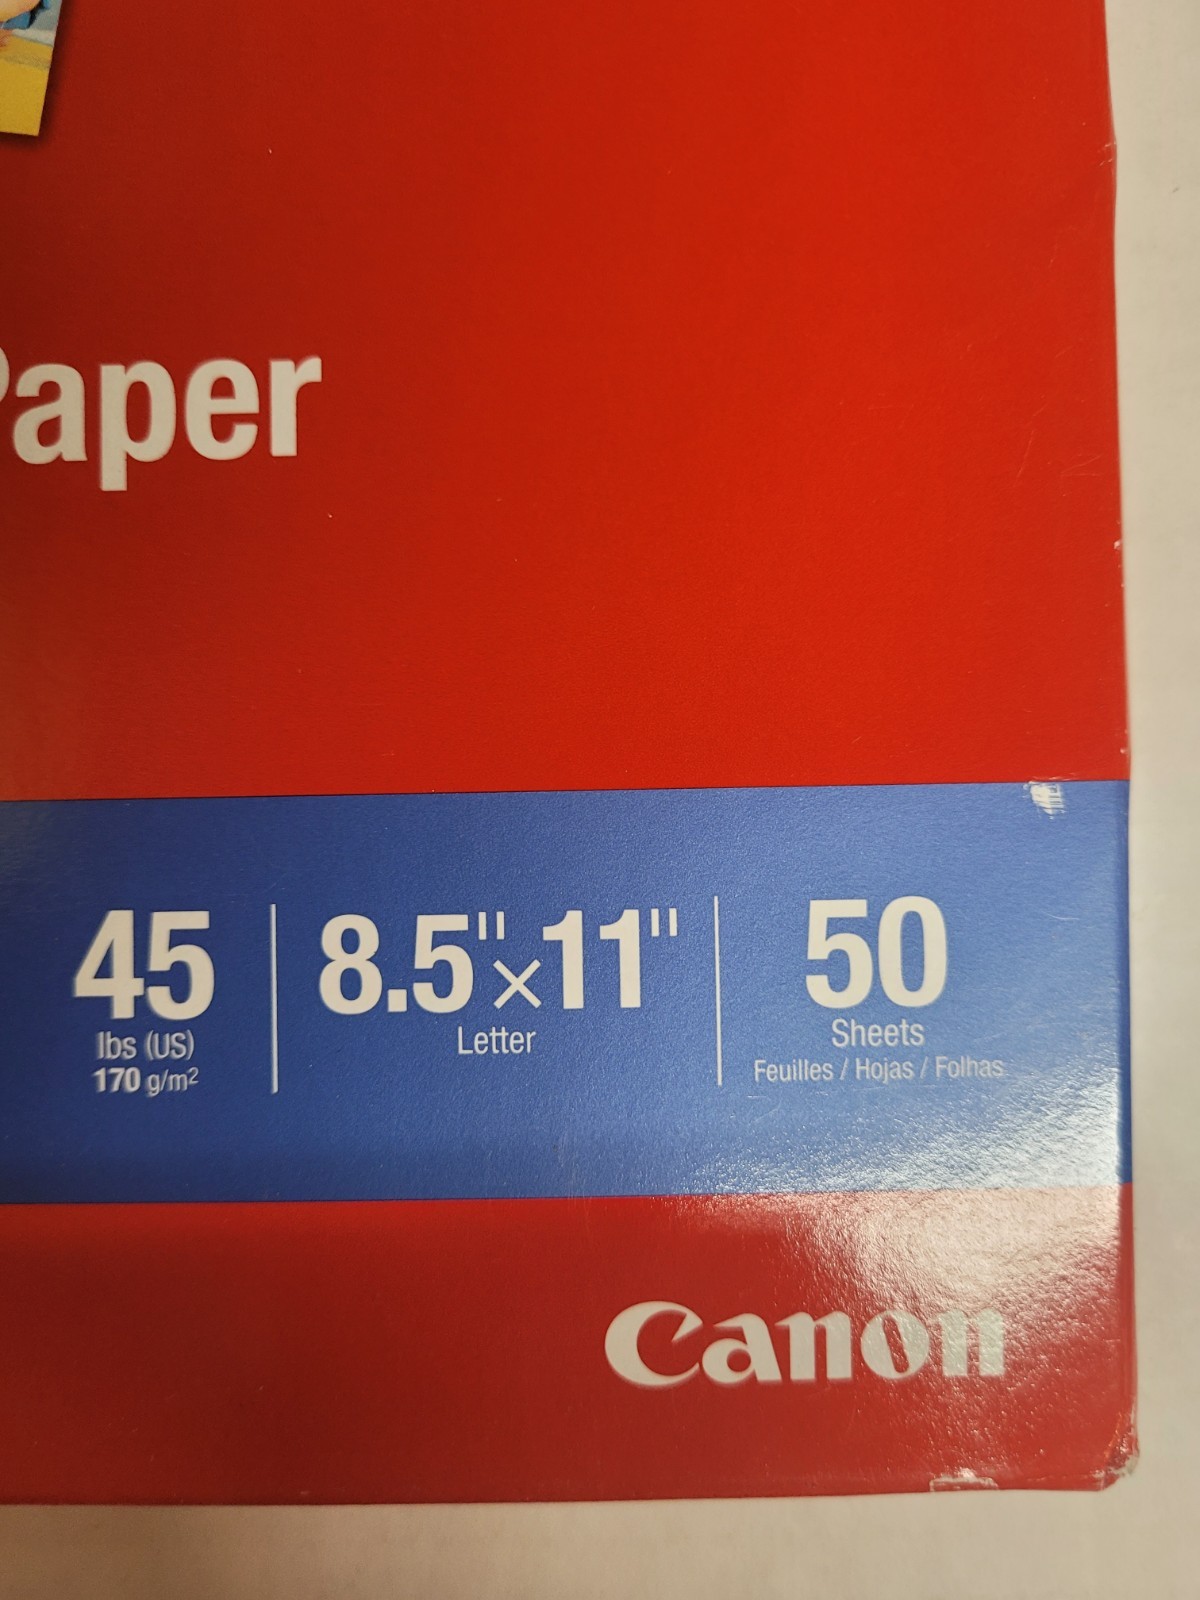 Paper
45
lbs (US)
170 g/m²
8.5"×11"
Letter
50
Sheets
Feuilles / Hojas / Folhas
Canon